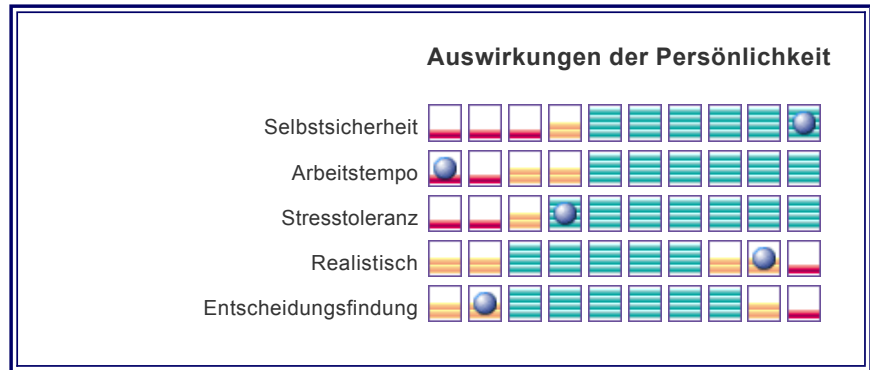 Auswirkungen der Persönlichkeit
Selbstsicherheit
Arbeitstempo
Stresstoleranz
Realistisch
Entscheidungsfindung